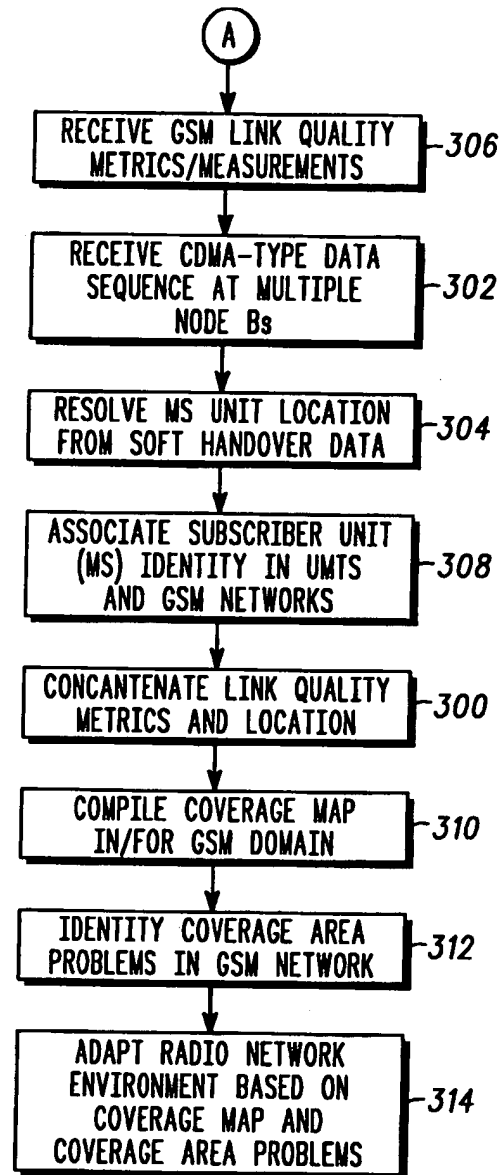 A
RECEIVE GSM LINK QUALITY
METRICS/MEASUREMENTS
306
RECEIVE CDMA-TYPE DATA
SEQUENCE AT MULTIPLE
NODE Bs
302
RESOLVE MS UNIT LOCATION
FROM SOFT HANDOVER DATA
304
ASSOCIATE SUBSCRIBER UNIT
(MS) IDENTITY IN UMTS
AND GSM NETWORKS
308
CONCANTENATE LINK QUALITY
METRICS AND LOCATION
300
COMPILE COVERAGE MAP
IN/FOR GSM DOMAIN
310
IDENTITY COVERAGE AREA
PROBLEMS IN GSM NETWORK
312
ADAPT RADIO NETWORK
ENVIRONMENT BASED ON
COVERAGE MAP AND
COVERAGE AREA PROBLEMS
314